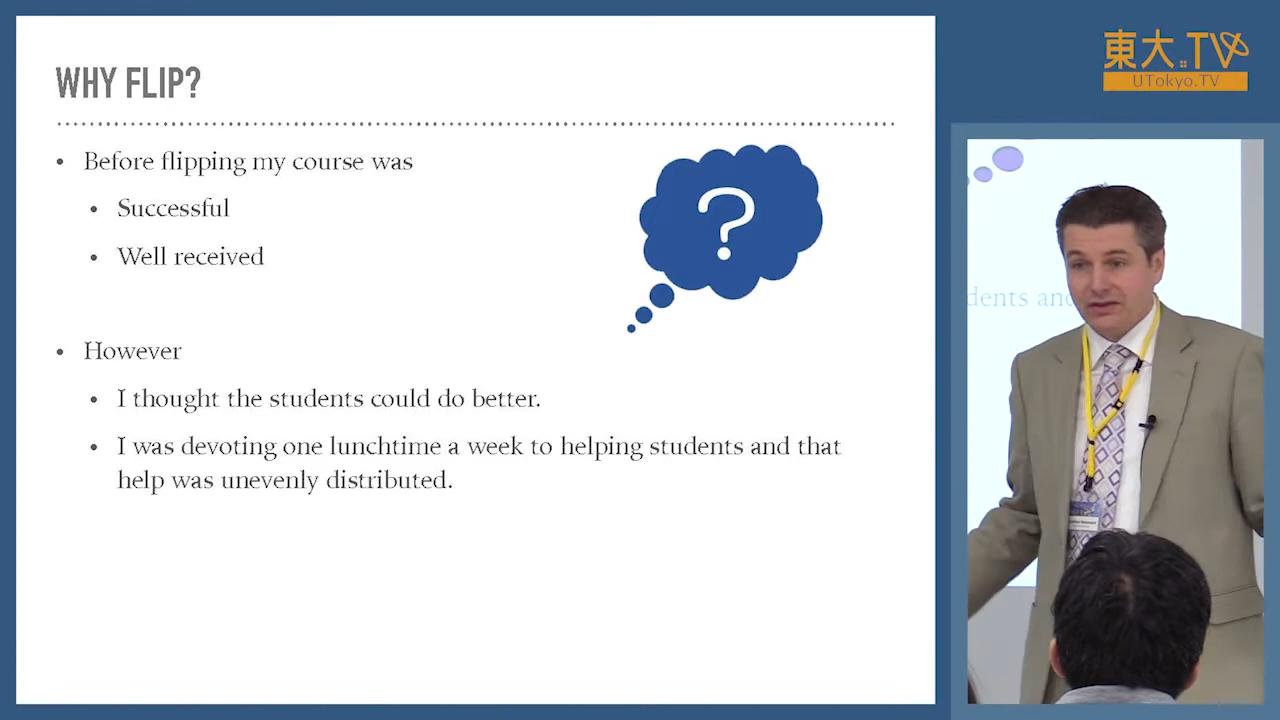 WHY FLIP?
• Before flipping my course was
• Successful
• Well received
?
• However
• I thought the students could do better.
• I was devoting one lunchtime a week to helping students and that
help was unevenly distributed.
東大.TV
UTokyo.TV
dents and